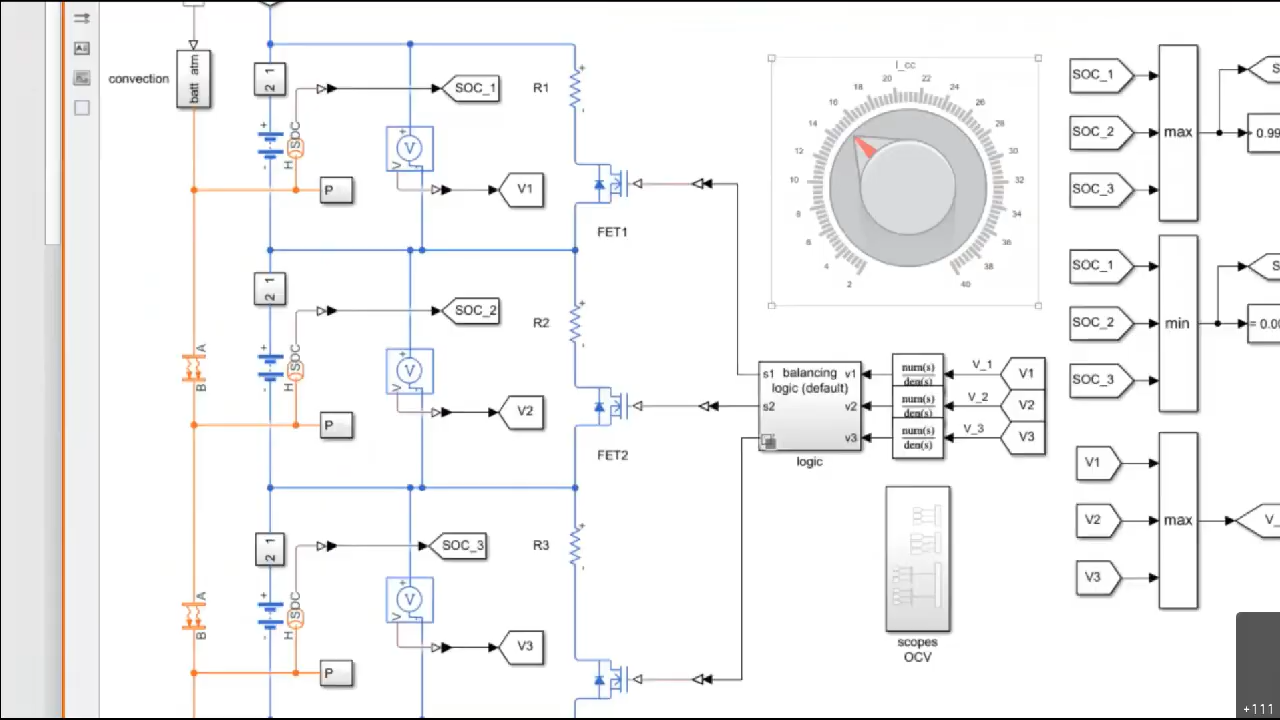 convection
batt atm
2 1
+
-
SOC
H
P
SOC_1
V
V1
R1
+
-
FET1
2 1
+
-
SOC
H
P
SOC_2
V
V2
R2
+
-
FET2
A
B
2 1
+
-
SOC
H
P
SOC_3
V
V3
R3
+
-
A
B
I_cc
2
4
6
8
10
12
14
16
18
20
22
24
26
28
30
32
34
36
38
40
s1 balancing v1
logic (default)
s2 v2
v3
logic
num(s)
den(s)
num(s)
den(s)
num(s)
den(s)
V_1
V_2
V_3
V1
V2
V3
scopes
OCV
SOC_1
SOC_2
SOC_3
max
S
0.99
SOC_1
SOC_2
SOC_3
min
S
= 0.00
V1
V2
V3
max
V_
+111